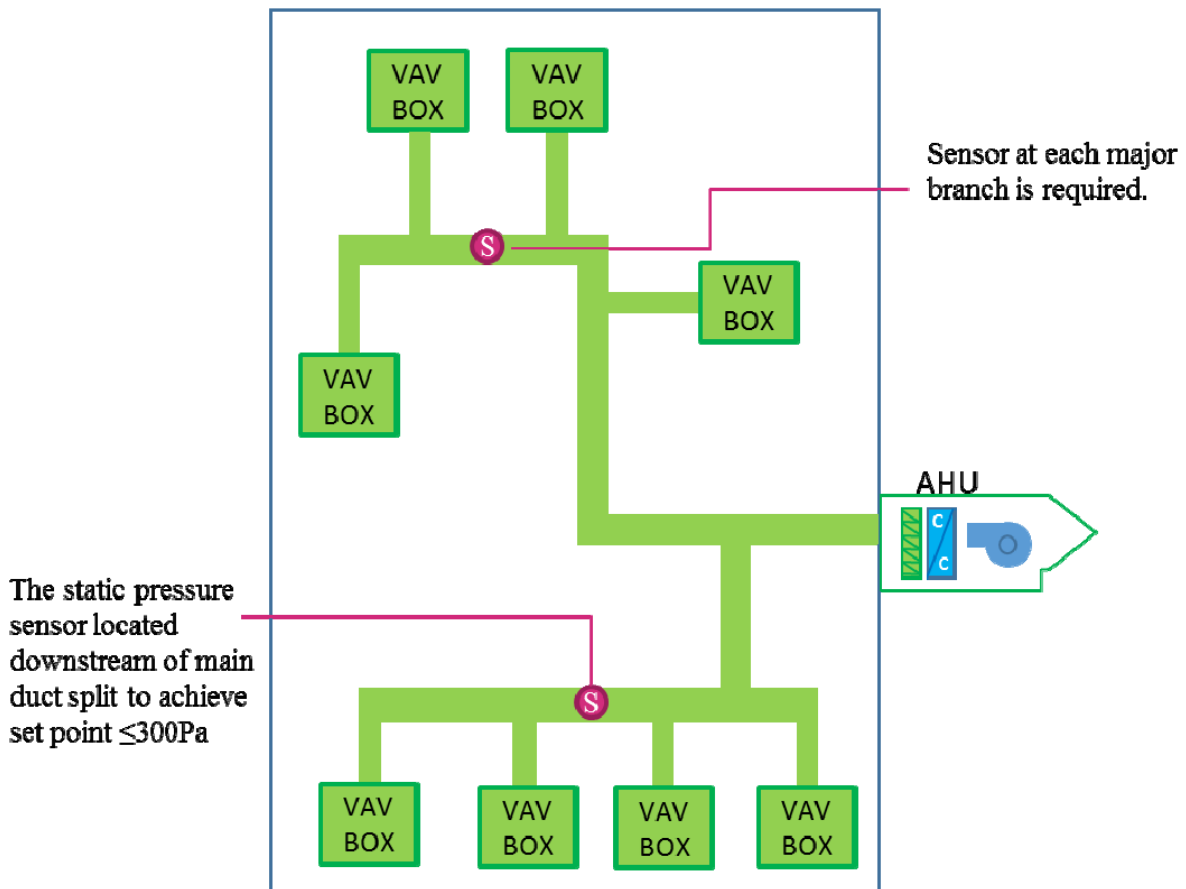 VAV
BOX
VAV
BOX
Sensor at each major
branch is required.
S
VAV
BOX
VAV
BOX
AHU
C
C
The static pressure
sensor located
downstream of main
duct split to achieve
set point ≤300Pa
S
VAV
BOX
VAV
BOX
VAV
BOX
VAV
BOX